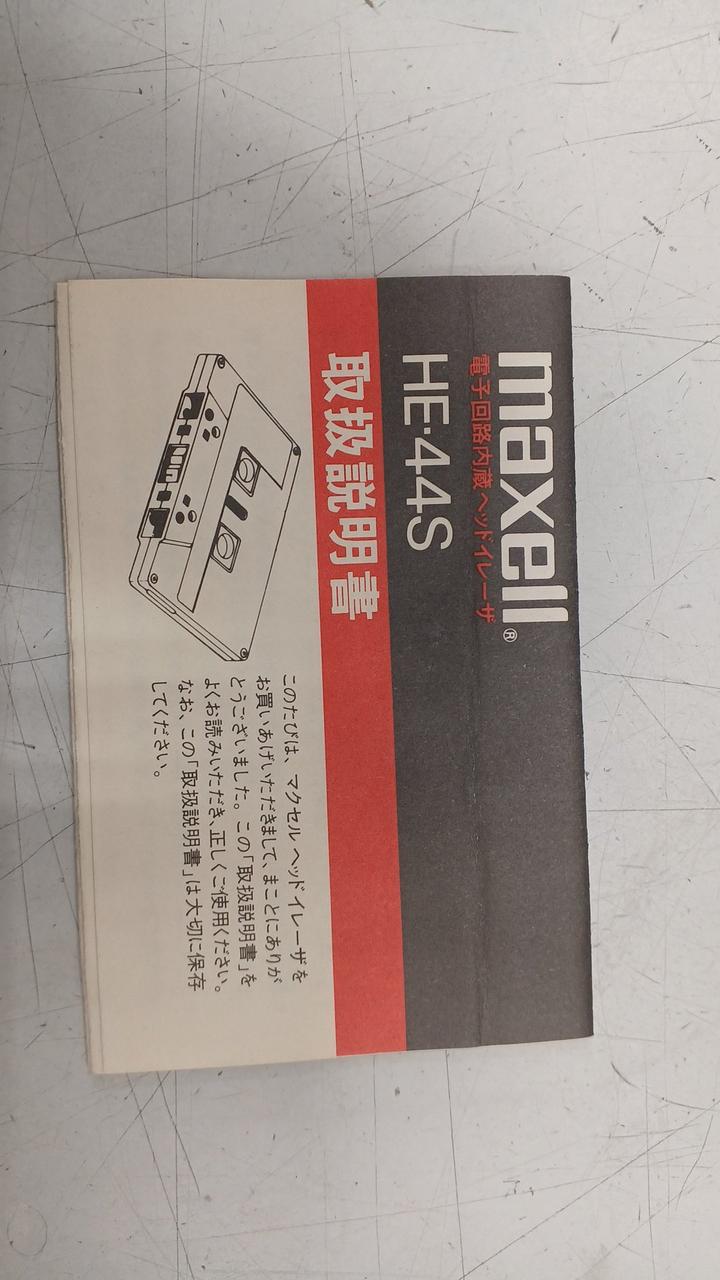 maxell®
電子回路内蔵ヘッドイレーザ
HE·44S
取扱説明書
このたびは、マクセル ヘッド イレーザを
お買いあげいただきまして、まことにありが
とうございました。この「取扱説明書」を
よくお読みいただき、正しくご使用ください。
なお、この「取扱説明書」は大切に保存
してください。